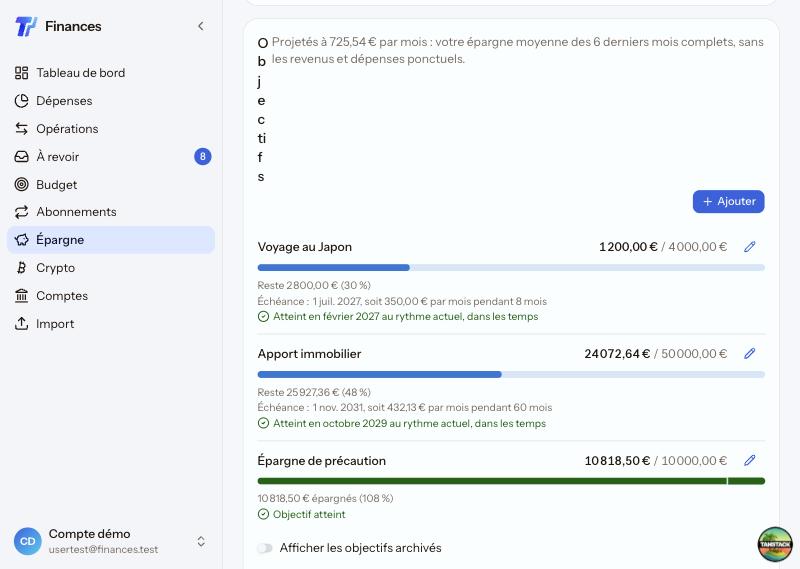 Finances
Tableau de bord
Dépenses
Opérations
À revoir 8
Budget
Abonnements
Épargne
Crypto
Comptes
Import
CD Compte démo
usertest@finances.test
Objectifs
Projetés à 725,54 € par mois : votre épargne moyenne des 6 derniers mois complets, sans
les revenus et dépenses ponctuels.
+ Ajouter
Voyage au Japon 1 200,00 € / 4 000,00 €
Reste 2 800,00 € (30 %)
Échéance : 1 juil. 2027, soit 350,00 € par mois pendant 8 mois
Atteint en février 2027 au rythme actuel, dans les temps
Apport immobilier 24 072,64 € / 50 000,00 €
Reste 25 927,36 € (48 %)
Échéance : 1 nov. 2031, soit 432,13 € par mois pendant 60 mois
Atteint en octobre 2029 au rythme actuel, dans les temps
Épargne de précaution 10 818,50 € / 10 000,00 €
10 818,50 € épargnés (108 %)
Objectif atteint
Afficher les objectifs archivés
TANSTACK